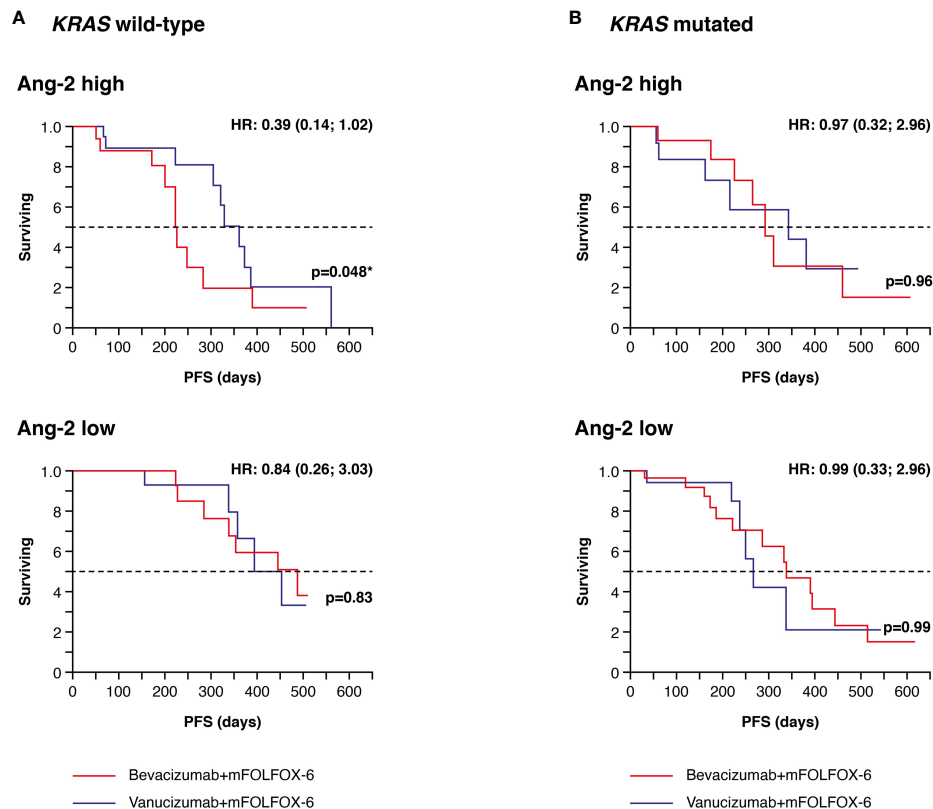 A KRAS wild-type
Ang-2 high
HR: 0.39 (0.14; 1.02)
1.0
8
6
4
2
0
Surviving
p=0.048*
0 100 200 300 400 500 600
PFS (days)
Ang-2 low
HR: 0.84 (0.26; 3.03)
1.0
8
6
4
2
0
Surviving
p=0.83
0 100 200 300 400 500 600
PFS (days)
Bevacizumab+mFOLFOX-6
Vanucizumab+mFOLFOX-6
B KRAS mutated
Ang-2 high
HR: 0.97 (0.32; 2.96)
1.0
8
6
4
2
0
Surviving
p=0.96
0 100 200 300 400 500 600
PFS (days)
Ang-2 low
HR: 0.99 (0.33; 2.96)
1.0
8
6
4
2
0
Surviving
p=0.99
0 100 200 300 400 500 600
PFS (days)
Bevacizumab+mFOLFOX-6
Vanucizumab+mFOLFOX-6